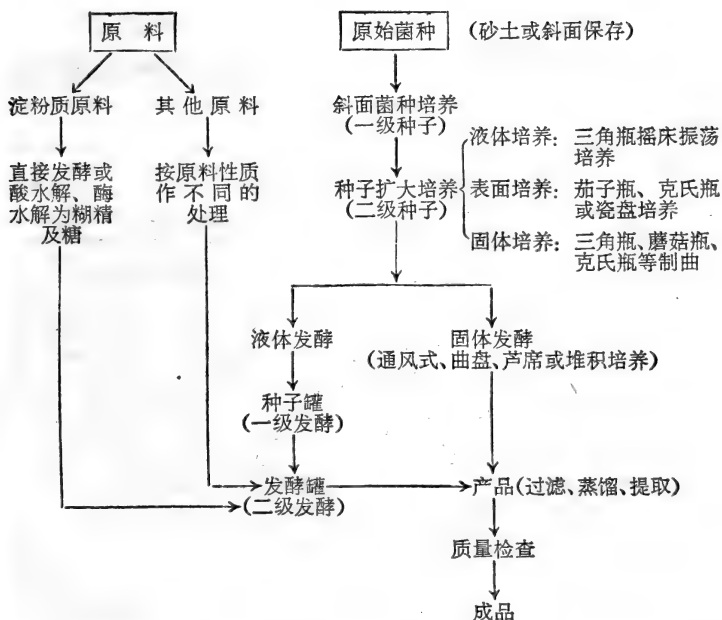 原 料
原始菌种
(砂土或斜面保存)
淀粉质原料
其他原料
斜面菌种培养
(一级种子)
直接发酵或
酸水解、酶
水解为糊精
及糖
按原料性质
作不同的
处理
种子扩大培养
(二级种子)
液体培养：三角瓶摇床振荡
培养
表面培养：茄子瓶、克氏瓶
或瓷盘培养
固体培养：三角瓶、蘑菇瓶、
克氏瓶等制曲
液体发酵
固体发酵
(通风式、曲盘、芦席或堆积培养)
种子罐
(一级发酵)
发酵罐
(二级发酵)
产品(过滤、蒸馏、提取)
质量检查
成品